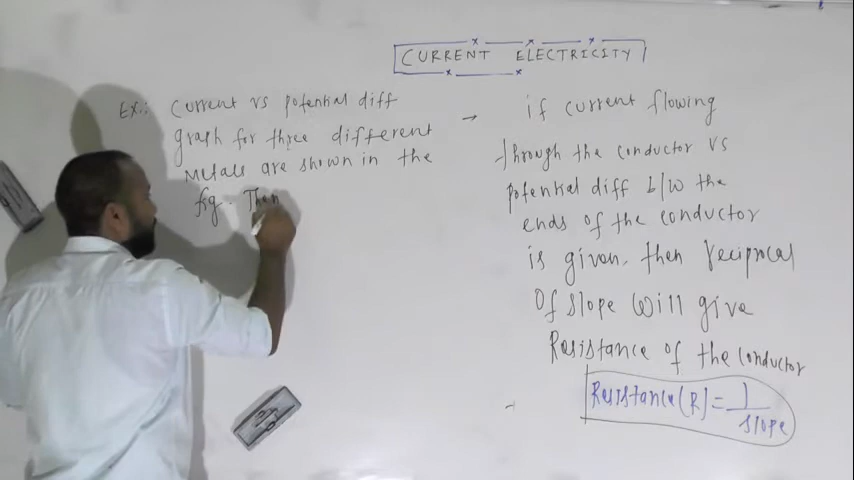 CURRENT ELECTRICITY
Ex:: Current vs potential diff
graph for three different
metals are shown in the
fig. Then
→ if current flowing
through the conductor vs
potential diff b/w the
ends of the conductor
is given, then reciprocal
of slope will give
Resistance of the conductor
Resistance (R) = 1/slope